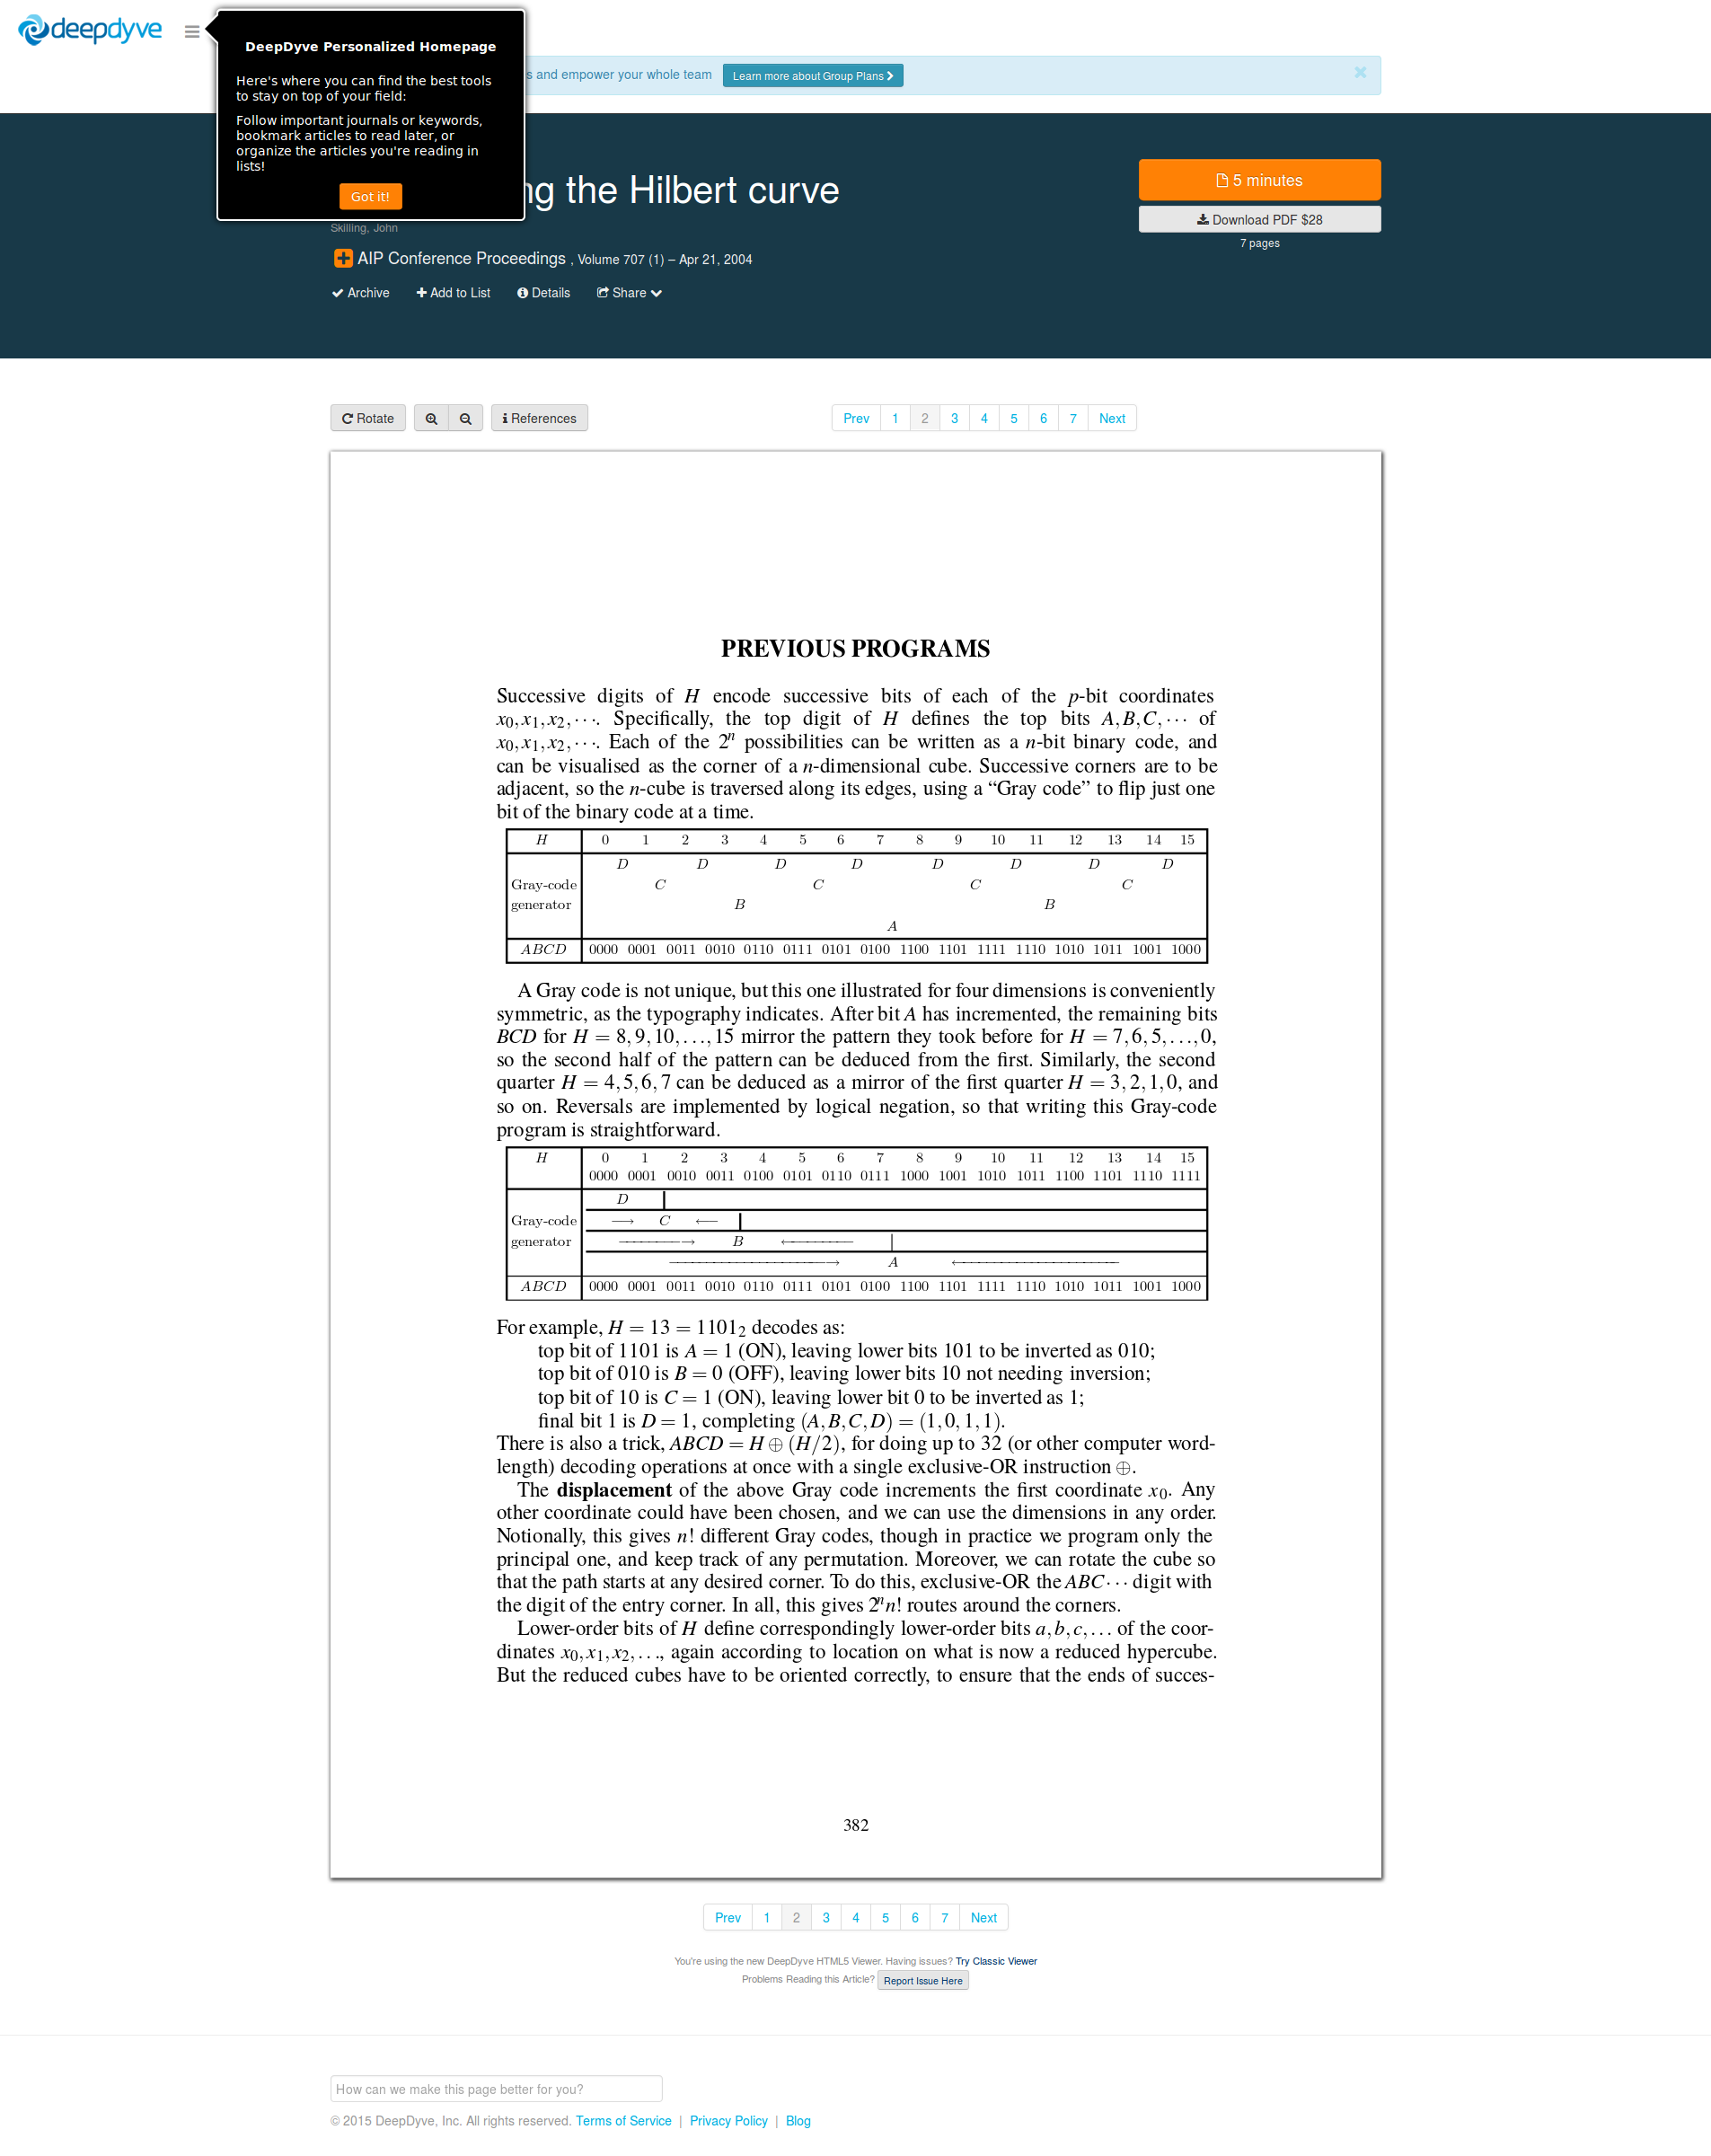 deepdyve
DeepDyve Personalized Homepage
Here's where you can find the best tools
to stay on top of your field:
Follow important journals or keywords,
bookmark articles to read later, or
organize the articles you're reading in
lists!
Got it!
s and empower your whole team Learn more about Group Plans
ng the Hilbert curve
Skilling, John
AIP Conference Proceedings , Volume 707 (1) – Apr 21, 2004
Archive Add to List Details Share
5 minutes
Download PDF $28
7 pages
Rotate References Prev 1 2 3 4 5 6 7 Next
PREVIOUS PROGRAMS
Successive digits of H encode successive bits of each of the p-bit coordinates
x0,x1,x2,···. Specifically, the top digit of H defines the top bits A,B,C,··· of
x0,x1,x2,···. Each of the 2^n possibilities can be written as a n-bit binary code, and
can be visualised as the corner of a n-dimensional cube. Successive corners are to be
adjacent, so the n-cube is traversed along its edges, using a “Gray code” to flip just one
bit of the binary code at a time.
H 0 1 2 3 4 5 6 7 8 9 10 11 12 13 14 15
D D D D D D D D
Gray-code C C C C
generator B B
A
ABCD 0000 0001 0011 0010 0110 0111 0101 0100 1100 1101 1111 1110 1010 1011 1001 1000
A Gray code is not unique, but this one illustrated for four dimensions is conveniently
symmetric, as the typography indicates. After bit A has incremented, the remaining bits
BCD for H = 8,9,10,...,15 mirror the pattern they took before for H = 7,6,5,...,0,
so the second half of the pattern can be deduced from the first. Similarly, the second
quarter H = 4,5,6,7 can be deduced as a mirror of the first quarter H = 3,2,1,0, and
so on. Reversals are implemented by logical negation, so that writing this Gray-code
program is straightforward.
H 0 1 2 3 4 5 6 7 8 9 10 11 12 13 14 15
0000 0001 0010 0011 0100 0101 0110 0111 1000 1001 1010 1011 1100 1101 1110 1111
D
Gray-code → C ←
generator → B ←
→ A ←
ABCD 0000 0001 0011 0010 0110 0111 0101 0100 1100 1101 1111 1110 1010 1011 1001 1000
For example, H = 13 = 1101₂ decodes as:
top bit of 1101 is A = 1 (ON), leaving lower bits 101 to be inverted as 010;
top bit of 010 is B = 0 (OFF), leaving lower bits 10 not needing inversion;
top bit of 10 is C = 1 (ON), leaving lower bit 0 to be inverted as 1;
final bit 1 is D = 1, completing (A,B,C,D) = (1,0,1,1).
There is also a trick, ABCD = H ⊕ (H/2), for doing up to 32 (or other computer word-
length) decoding operations at once with a single exclusive-OR instruction ⊕.
The displacement of the above Gray code increments the first coordinate x0. Any
other coordinate could have been chosen, and we can use the dimensions in any order.
Notionally, this gives n! different Gray codes, though in practice we program only the
principal one, and keep track of any permutation. Moreover, we can rotate the cube so
that the path starts at any desired corner. To do this, exclusive-OR the ABC··· digit with
the digit of the entry corner. In all, this gives 2^n n! routes around the corners.
Lower-order bits of H define correspondingly lower-order bits a,b,c,... of the coor-
dinates x0,x1,x2,..., again according to location on what is now a reduced hypercube.
But the reduced cubes have to be oriented correctly, to ensure that the ends of succes-
382
Prev 1 2 3 4 5 6 7 Next
You're using the new DeepDyve HTML5 Viewer. Having issues? Try Classic Viewer
Problems Reading this Article? Report Issue Here
How can we make this page better for you?
© 2015 DeepDyve, Inc. All rights reserved. Terms of Service | Privacy Policy | Blog